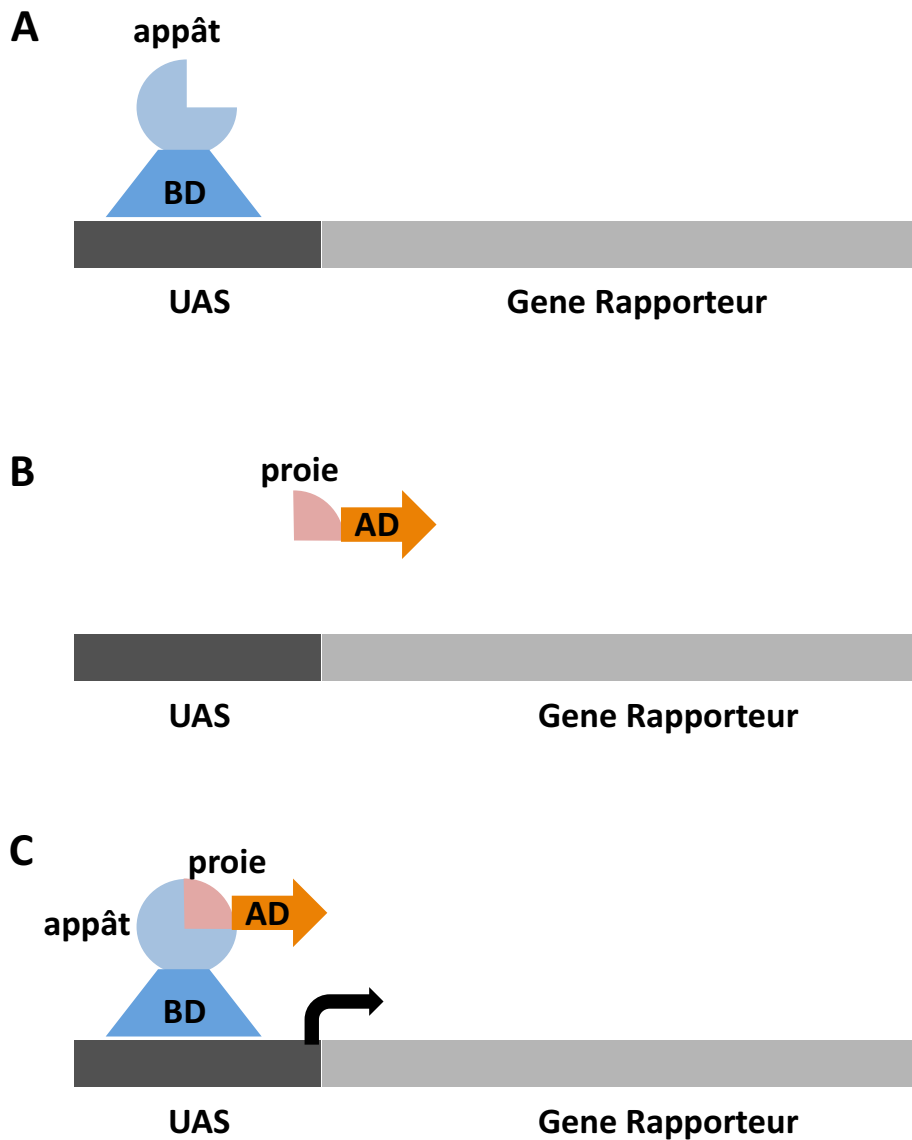 A
appât
BD
UAS
Gene Rapporteur
B
proie
AD
UAS
Gene Rapporteur
C
proie
appât
AD
BD
UAS
Gene Rapporteur